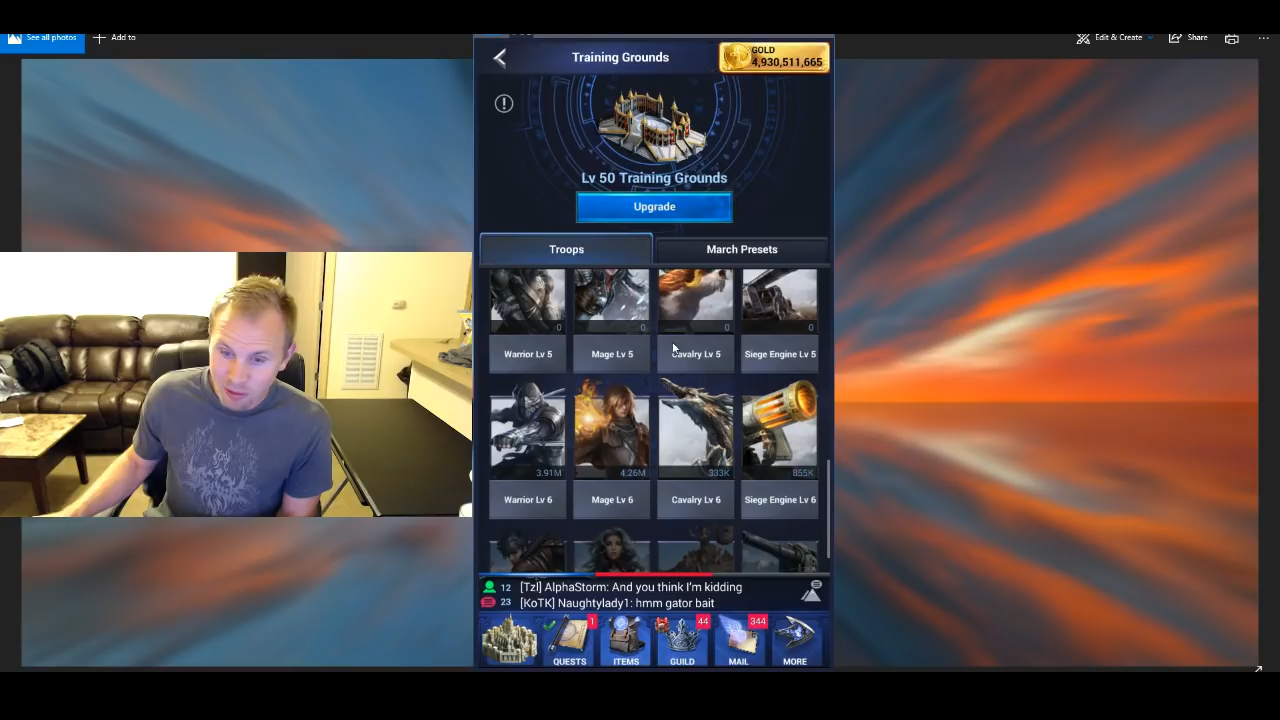 See all photos
Add to
Edit & Create
Share
Training Grounds
GOLD
4,930,511,665
Lv 50 Training Grounds
Upgrade
Troops
March Presets
0
0
0
0
Warrior Lv 5
Mage Lv 5
Cavalry Lv 5
Siege Engine Lv 5
3.91M
4.26M
333K
855K
Warrior Lv 6
Mage Lv 6
Cavalry Lv 6
Siege Engine Lv 6
12 [Tzl] AlphaStorm: And you think I'm kidding
23 [KoTK] Naughtylady1: hmm gator bait
1
44
344
QUESTS
ITEMS
GUILD
MAIL
MORE